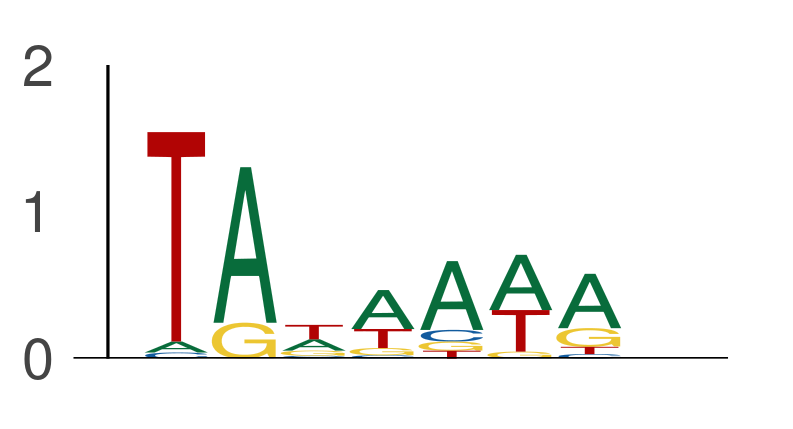 2
1
0
T A T A A A A
A G A T C T G
C G G G G T
C C T C